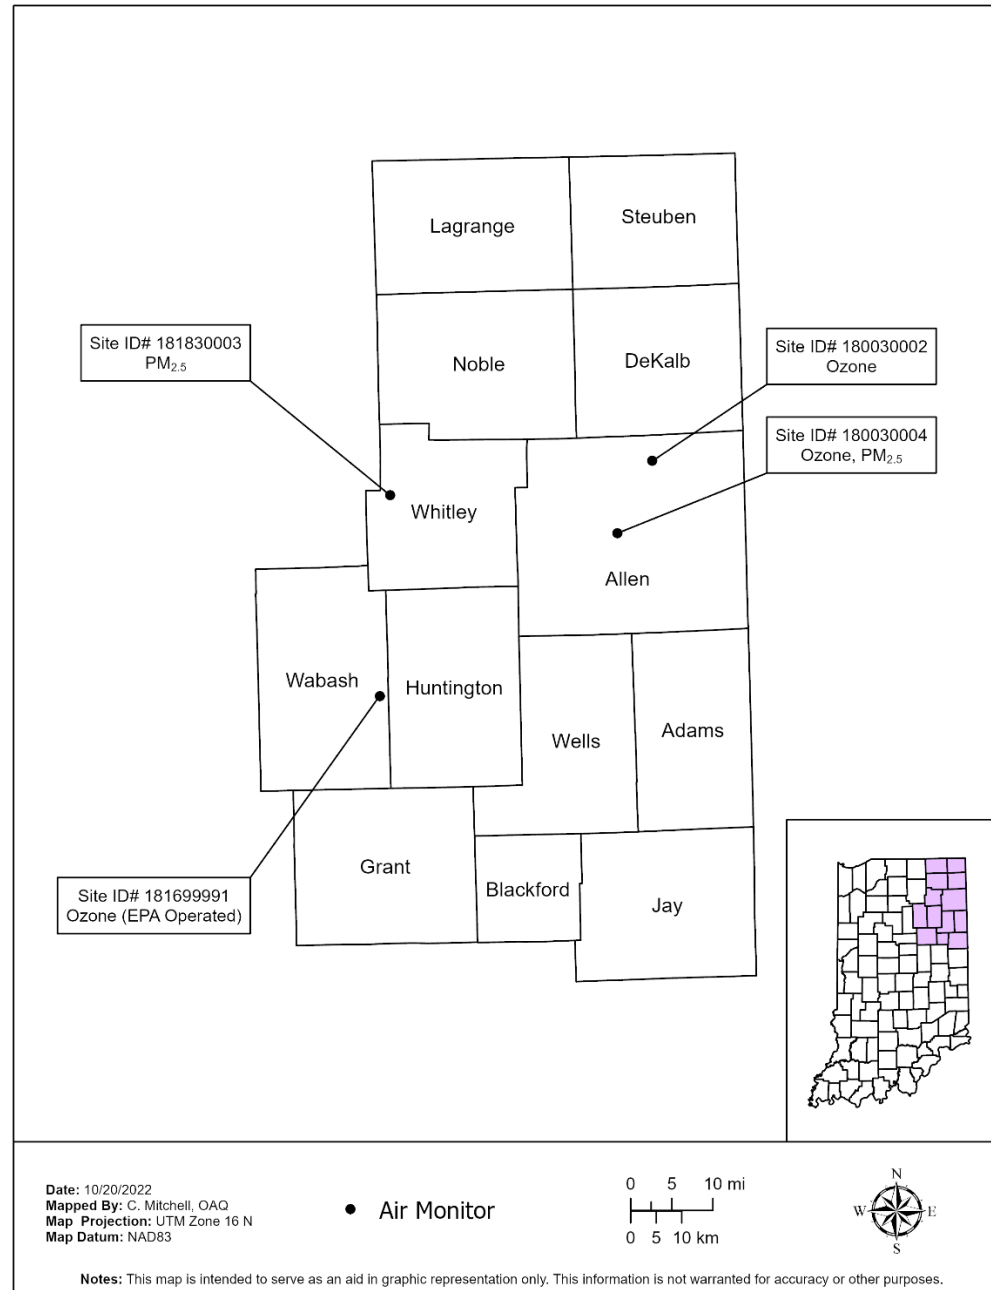 Lagrange
Steuben
Site ID# 181830003
PM2.5
Noble
DeKalb
Site ID# 180030002
Ozone
Site ID# 180030004
Ozone, PM2.5
Whitley
Allen
Wabash
Huntington
Wells
Adams
Grant
Blackford
Jay
Site ID# 181699991
Ozone (EPA Operated)
Date: 10/20/2022
Mapped By: C. Mitchell, OAQ
Map Projection: UTM Zone 16 N
Map Datum: NAD83
Air Monitor
0 5 10 mi
0 5 10 km
N
W E
S
Notes: This map is intended to serve as an aid in graphic representation only. This information is not warranted for accuracy or other purposes.